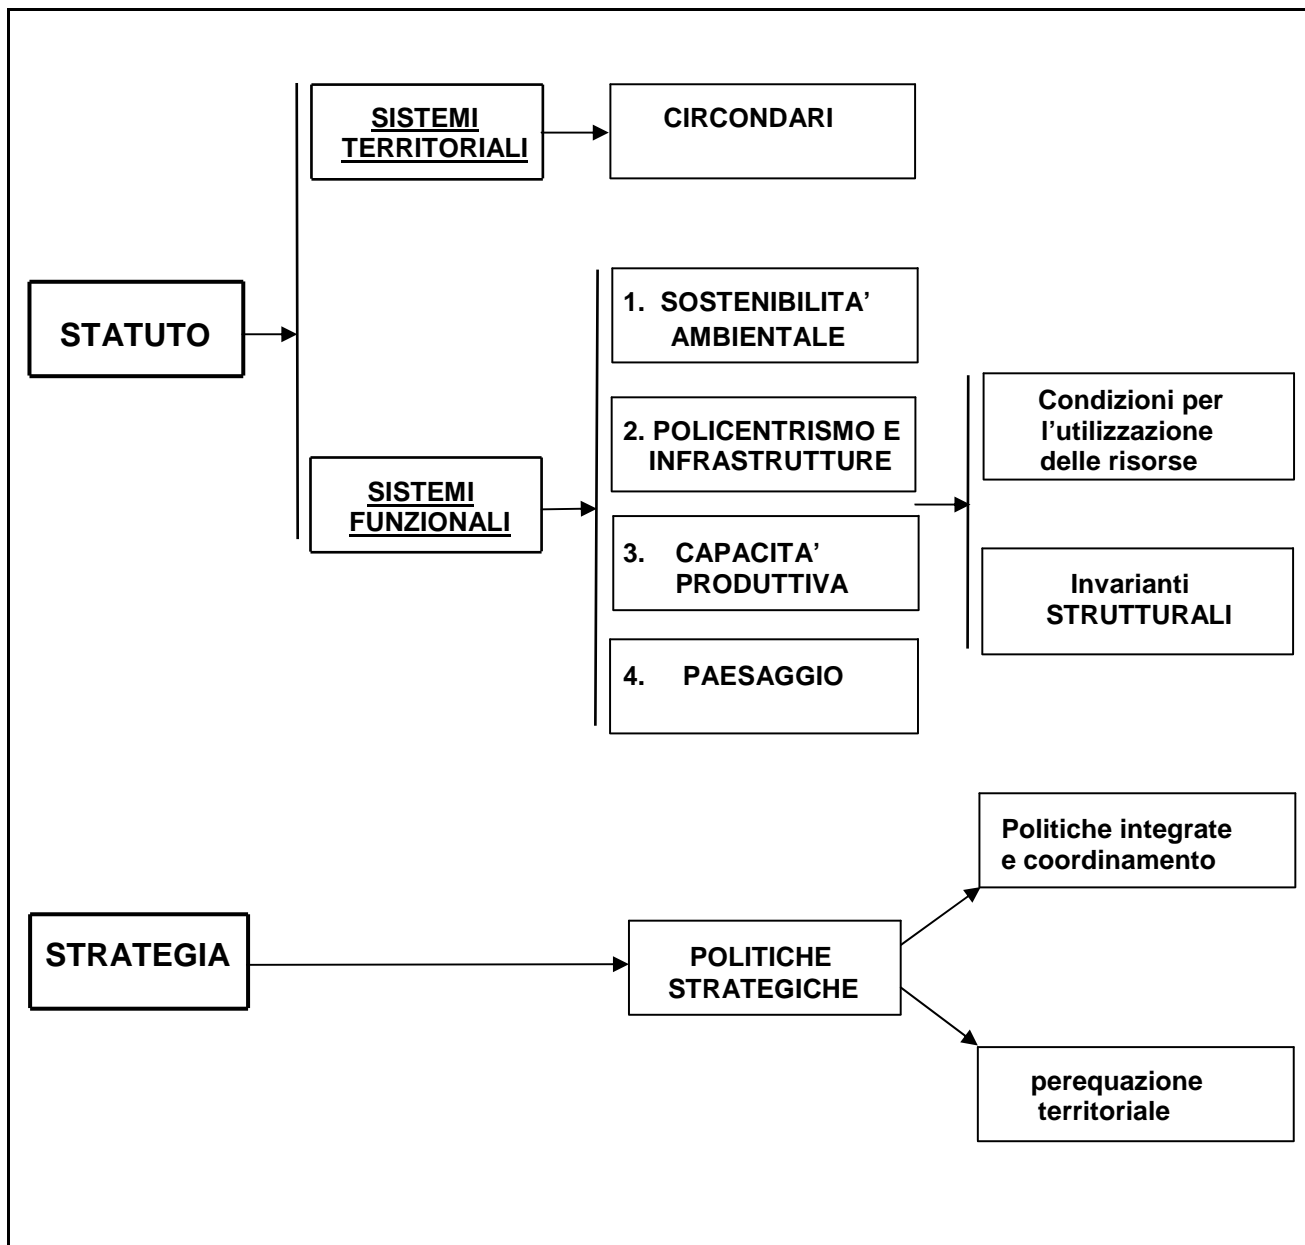 SISTEMI
TERRITORIALI
CIRCONDARI
STATUTO
SISTEMI
FUNZIONALI
1. SOSTENIBILITA’
AMBIENTALE
2. POLICENTRISMO E
INFRASTRUTTURE
3. CAPACITA’
PRODUTTIVA
4. PAESAGGIO
Condizioni per
l’utilizzazione
delle risorse
Invarianti
STRUTTURALI
STRATEGIA
POLITICHE
STRATEGICHE
Politiche integrate
e coordinamento
perequazione
territoriale